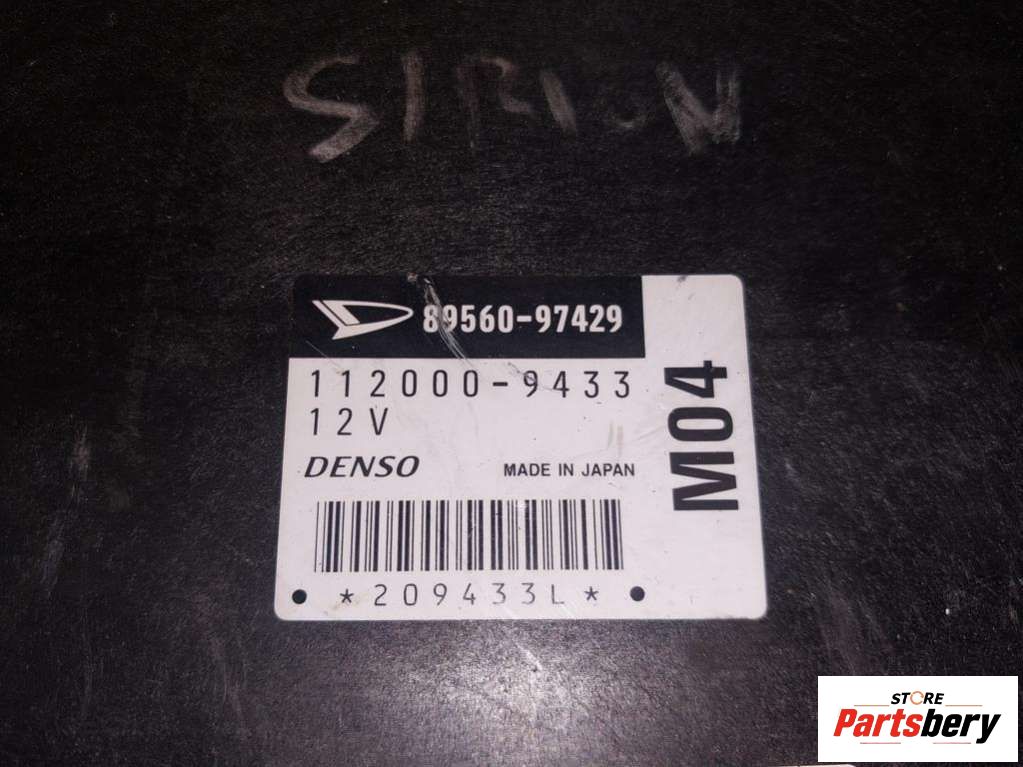 SIRION
89560-97429
112000-9433
12V
DENSO MADE IN JAPAN
*209433L*
M04
STORE
Partsbery